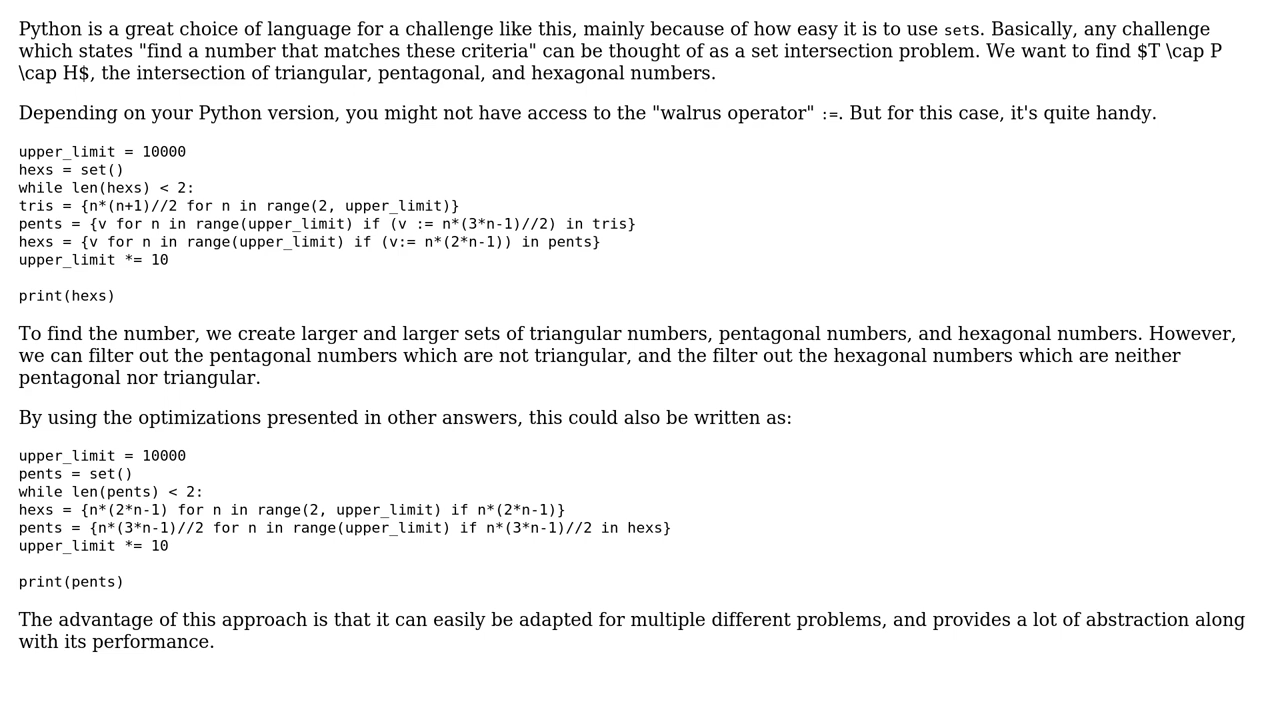 Python is a great choice of language for a challenge like this, mainly because of how easy it is to use sets. Basically, any challenge
which states "find a number that matches these criteria" can be thought of as a set intersection problem. We want to find $T \cap P
\cap H$, the intersection of triangular, pentagonal, and hexagonal numbers.
Depending on your Python version, you might not have access to the "walrus operator" :=. But for this case, it's quite handy.
upper_limit = 10000
hexs = set()
while len(hexs) < 2:
tris = {n*(n+1)//2 for n in range(2, upper_limit)}
pents = {v for n in range(upper_limit) if (v := n*(3*n-1)//2) in tris}
hexs = {v for n in range(upper_limit) if (v:= n*(2*n-1)) in pents}
upper_limit *= 10
print(hexs)
To find the number, we create larger and larger sets of triangular numbers, pentagonal numbers, and hexagonal numbers. However,
we can filter out the pentagonal numbers which are not triangular, and the filter out the hexagonal numbers which are neither
pentagonal nor triangular.
By using the optimizations presented in other answers, this could also be written as:
upper_limit = 10000
pents = set()
while len(pents) < 2:
hexs = {n*(2*n-1) for n in range(2, upper_limit) if n*(2*n-1)}
pents = {n*(3*n-1)//2 for n in range(upper_limit) if n*(3*n-1)//2 in hexs}
upper_limit *= 10
print(pents)
The advantage of this approach is that it can easily be adapted for multiple different problems, and provides a lot of abstraction along
with its performance.